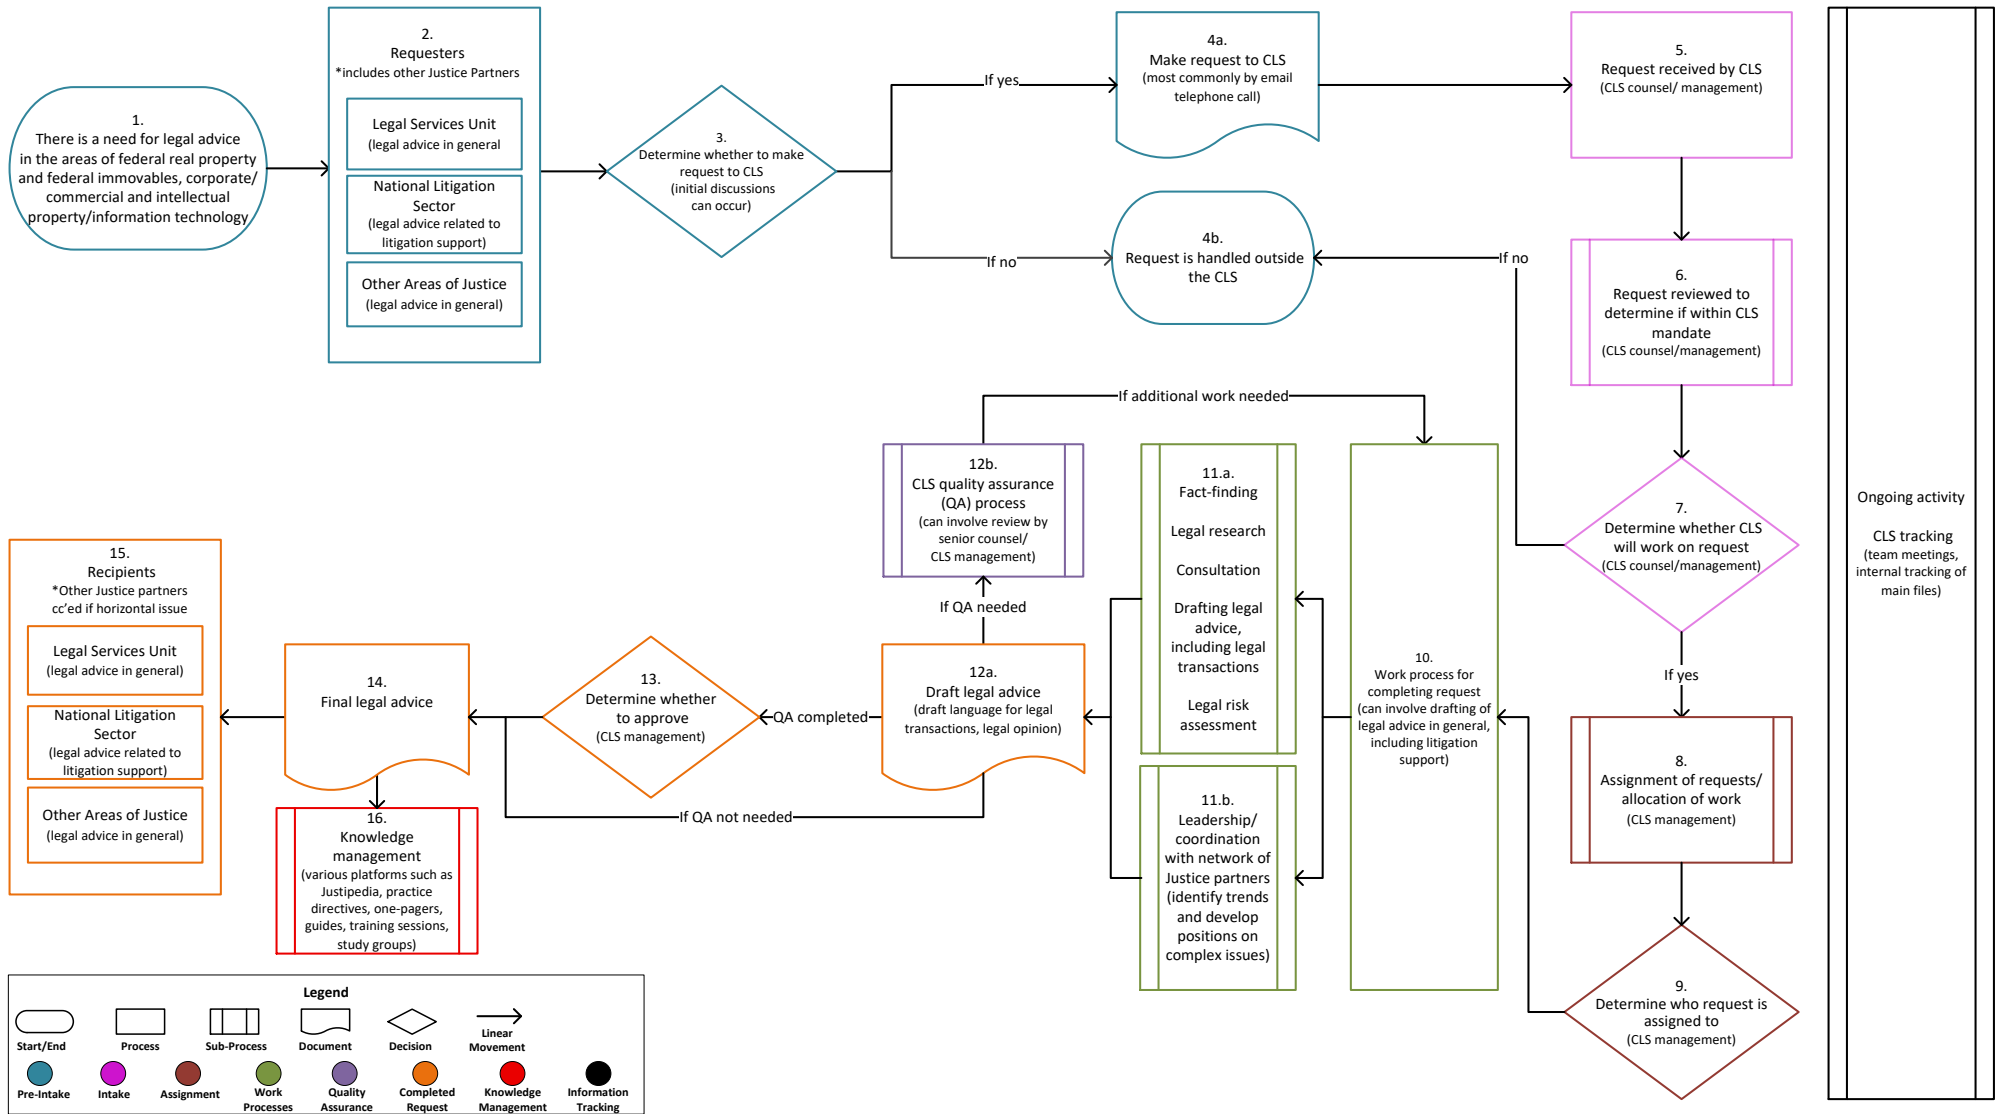 1.
There is a need for legal advice
in the areas of federal real property
and federal immovables, corporate/
commercial and intellectual
property/information technology
2.
Requesters
*includes other Justice Partners
Legal Services Unit
(legal advice in general
National Litigation
Sector
(legal advice related to
litigation support)
Other Areas of Justice
(legal advice in general)
3.
Determine whether to make
request to CLS
(initial discussions
can occur)
If yes
If no
4a.
Make request to CLS
(most commonly by email
telephone call)
4b.
Request is handled outside
the CLS
5.
Request received by CLS
(CLS counsel/ management)
6.
Request reviewed to
determine if within CLS
mandate
(CLS counsel/management)
If no
7.
Determine whether CLS
will work on request
(CLS counsel/management)
If yes
8.
Assignment of requests/
allocation of work
(CLS management)
9.
Determine who request is
assigned to
(CLS management)
Ongoing activity
CLS tracking
(team meetings,
internal tracking of
main files)
10.
Work process for
completing request
(can involve drafting of
legal advice in general,
including litigation
support)
11.a.
Fact-finding
Legal research
Consultation
Drafting legal
advice,
including legal
transactions
Legal risk
assessment
11.b.
Leadership/
coordination
with network of
Justice partners
(identify trends
and develop
positions on
complex issues)
If additional work needed
12b.
CLS quality assurance
(QA) process
(can involve review by
senior counsel/
CLS management)
If QA needed
12a.
Draft legal advice
(draft language for legal
transactions, legal opinion)
QA completed
If QA not needed
13.
Determine whether
to approve
(CLS management)
14.
Final legal advice
15.
Recipients
*Other Justice partners
cc'ed if horizontal issue
Legal Services Unit
(legal advice in general)
National Litigation
Sector
(legal advice related to
litigation support)
Other Areas of Justice
(legal advice in general)
16.
Knowledge
management
(various platforms such as
Justipedia, practice
directives, one-pagers,
guides, training sessions,
study groups)
Legend
Start/End
Process
Sub-Process
Document
Decision
Linear
Movement
Pre-Intake
Intake
Assignment
Work
Processes
Quality
Assurance
Completed
Request
Knowledge
Management
Information
Tracking